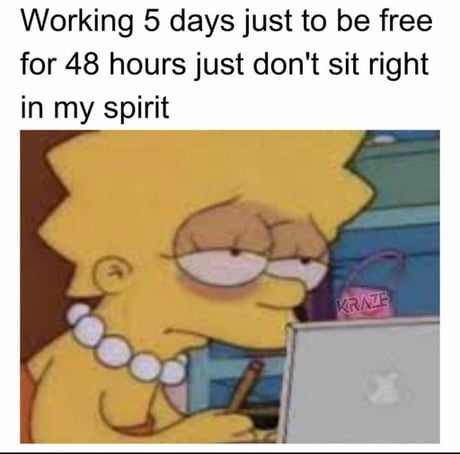 Working 5 days just to be free
for 48 hours just don't sit right
in my spirit
KRAZE